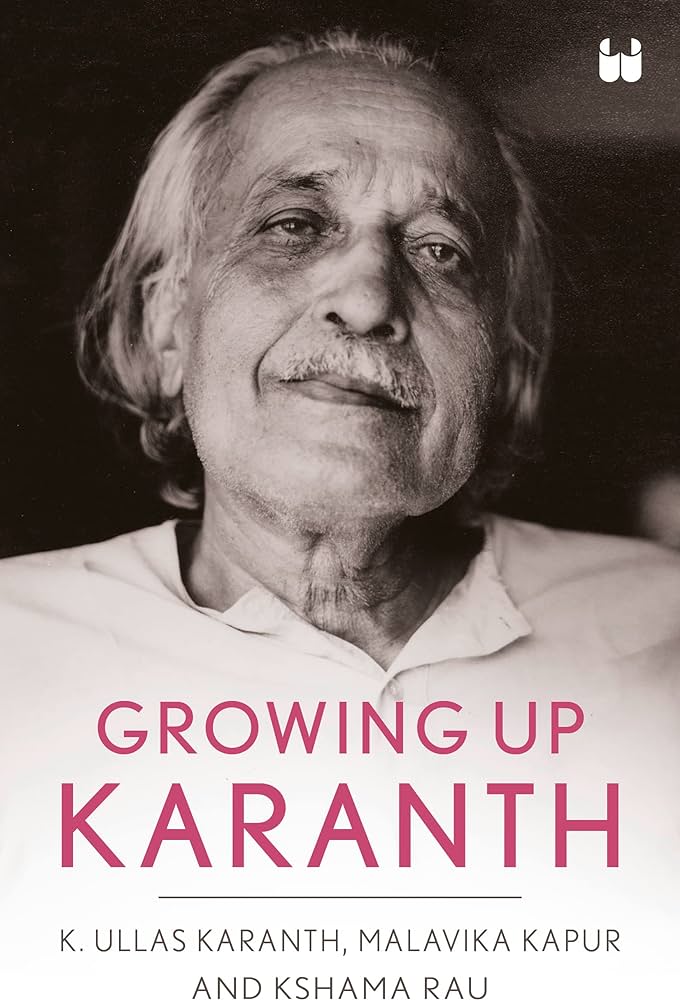 GROWING UP
KARANTH
K. ULLAS KARANTH, MALAVIKA KAPUR
AND KSHAMA RAU